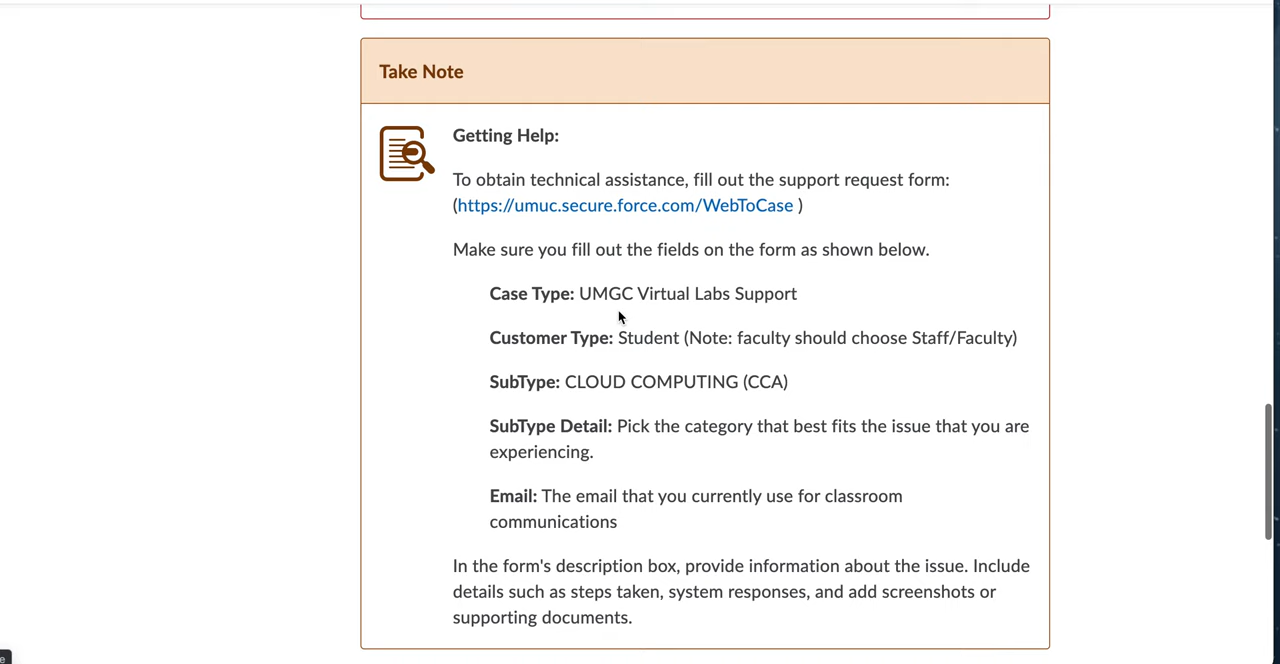 Take Note
Getting Help:
To obtain technical assistance, fill out the support request form:
(https://umuc.secure.force.com/WebToCase )
Make sure you fill out the fields on the form as shown below.
Case Type: UMGC Virtual Labs Support
Customer Type: Student (Note: faculty should choose Staff/Faculty)
SubType: CLOUD COMPUTING (CCA)
SubType Detail: Pick the category that best fits the issue that you are
experiencing.
Email: The email that you currently use for classroom
communications
In the form's description box, provide information about the issue. Include
details such as steps taken, system responses, and add screenshots or
supporting documents.